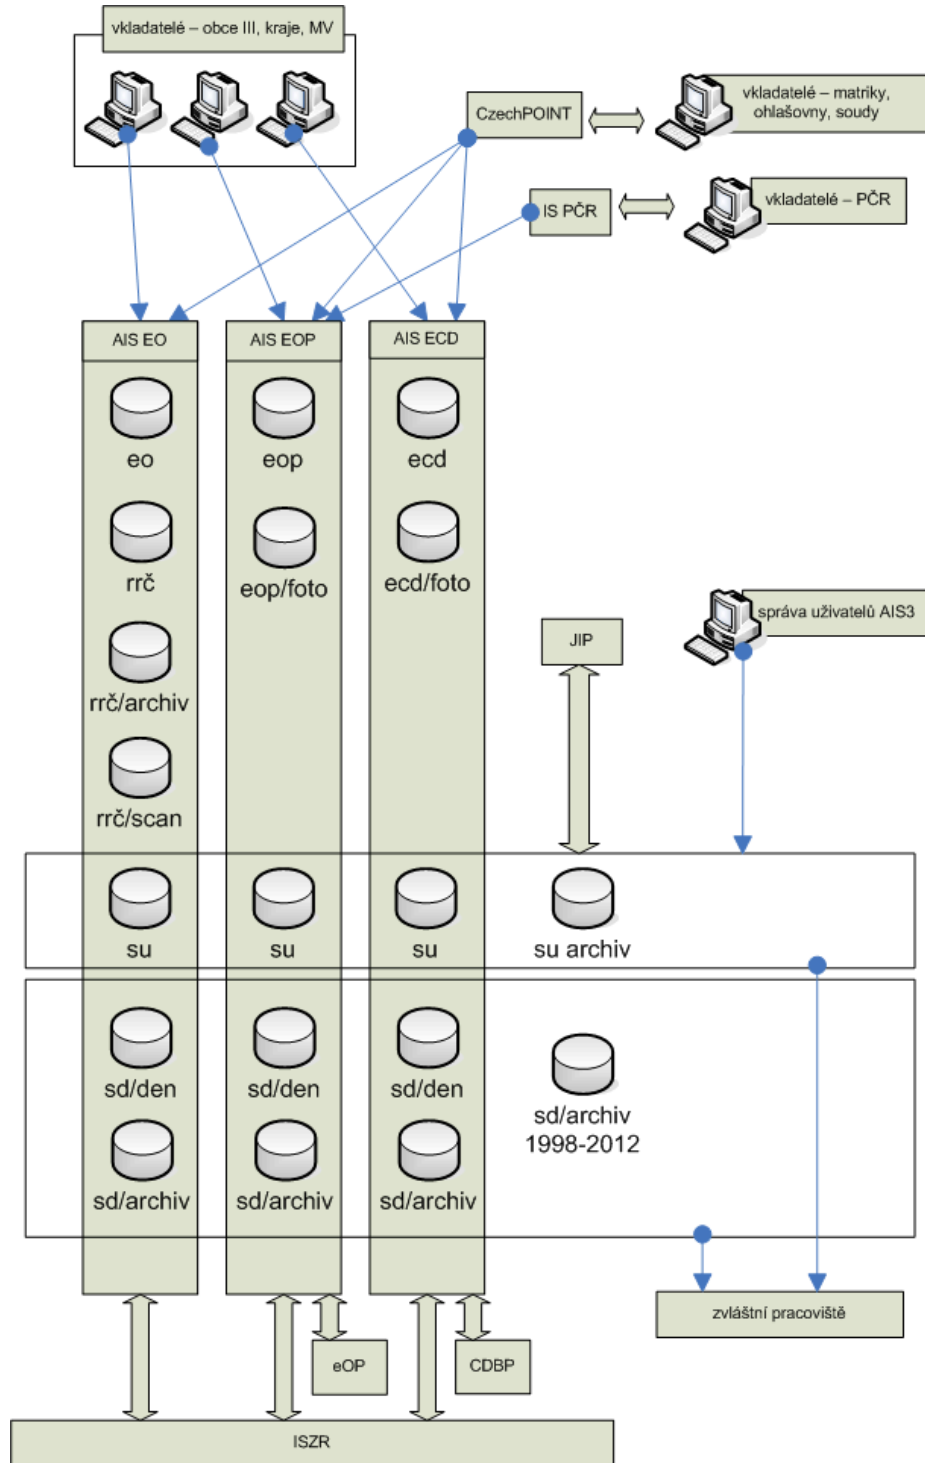 vkladatelé – obce III, kraje, MV
CzechPOINT
vkladatelé – matriky,
ohlašovny, soudy
IS PČR
vkladatelé – PČR
AIS EO
AIS EOP
AIS ECD
eo
eop
ecd
rrč
eop/foto
ecd/foto
správa uživatelů AIS3
JIP
rrč/archiv
rrč/scan
su
su
su
su archiv
sd/den
sd/den
sd/den
sd/archiv
1998-2012
sd/archiv
sd/archiv
sd/archiv
zvláštní pracoviště
eOP
CDBP
ISZR